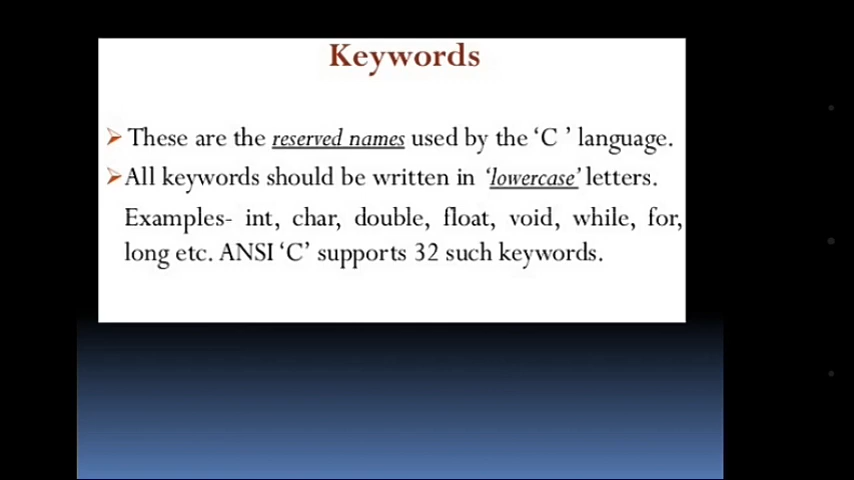 Keywords
These are the reserved names used by the ‘C ’ language.
All keywords should be written in ‘lowercase’ letters.
Examples- int, char, double, float, void, while, for,
long etc. ANSI ‘C’ supports 32 such keywords.